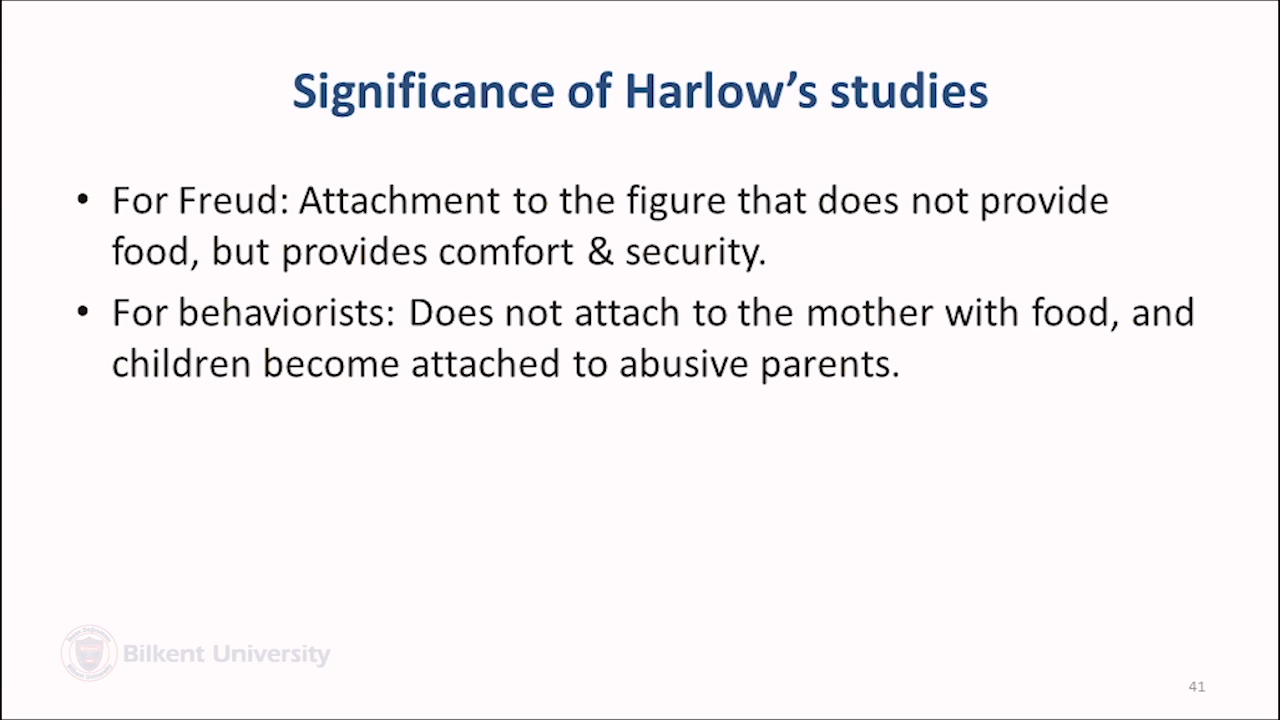 Significance of Harlow’s studies
• For Freud: Attachment to the figure that does not provide
food, but provides comfort & security.
• For behaviorists: Does not attach to the mother with food, and
children become attached to abusive parents.
Bilkent University
41